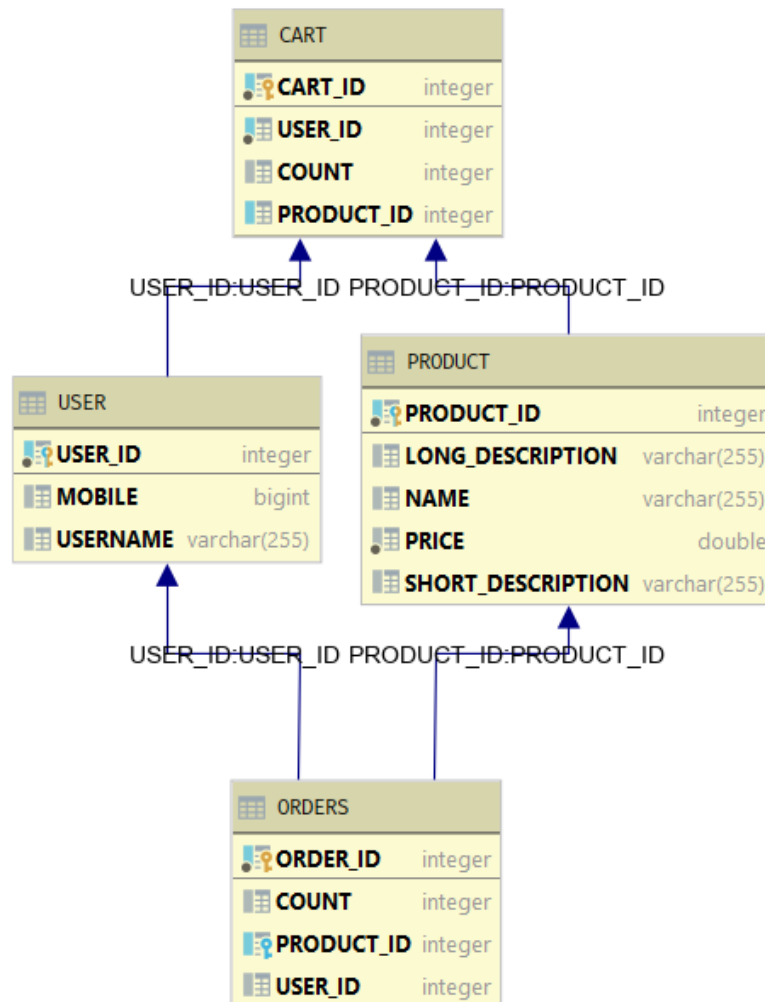 CART
CART_ID integer
USER_ID integer
COUNT integer
PRODUCT_ID integer
USER_ID:USER_ID PRODUCT_ID:PRODUCT_ID
USER
USER_ID integer
MOBILE bigint
USERNAME varchar(255)
PRODUCT
PRODUCT_ID integer
LONG_DESCRIPTION varchar(255)
NAME varchar(255)
PRICE double
SHORT_DESCRIPTION varchar(255)
USER_ID:USER_ID PRODUCT_ID:PRODUCT_ID
ORDERS
ORDER_ID integer
COUNT integer
PRODUCT_ID integer
USER_ID integer